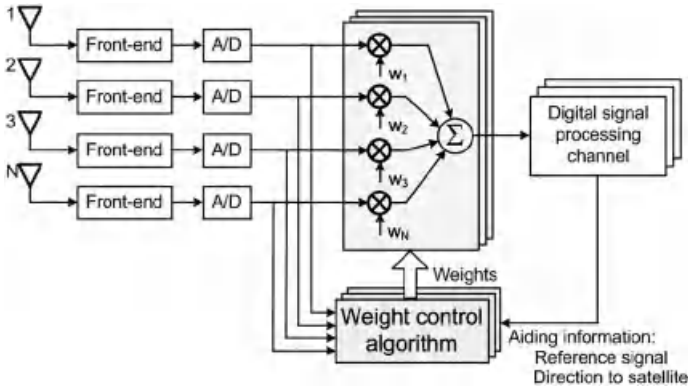 1
Front-end
A/D
w1
2
Front-end
A/D
w2
3
Front-end
A/D
w3
N
Front-end
A/D
wN
Σ
Digital signal
processing
channel
Weights
Weight control
algorithm
Aiding information:
Reference signal
Direction to satellite